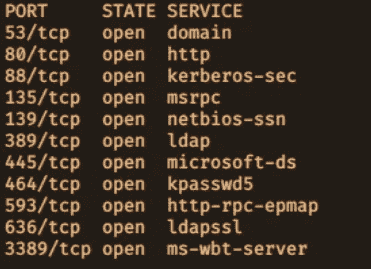 PORT     STATE SERVICE
53/tcp   open  domain
80/tcp   open  http
88/tcp   open  kerberos-sec
135/tcp  open  msrpc
139/tcp  open  netbios-ssn
389/tcp  open  ldap
445/tcp  open  microsoft-ds
464/tcp  open  kpasswd5
593/tcp  open  http-rpc-epmap
636/tcp  open  ldapssl
3389/tcp open  ms-wbt-server